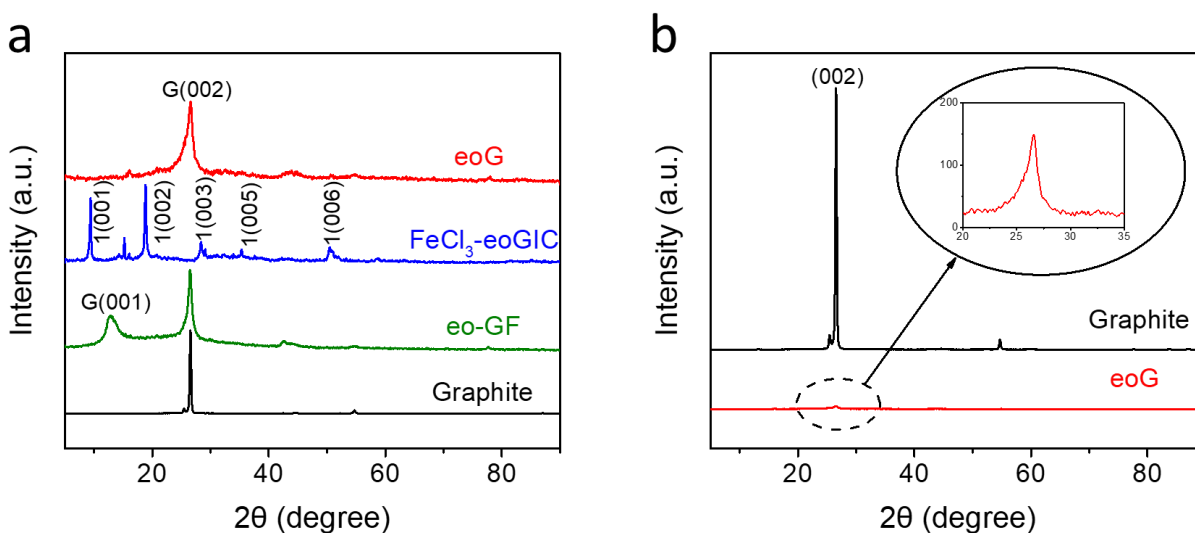 a
G(002)
eoG
1(001)
1(002)
1(003)
1(005)
1(006)
FeCl₃-eoGIC
G(001)
eo-GF
Graphite
Intensity (a.u.)
20
40
60
80
2θ (degree)
b
(002)
200
150
100
50
0
20
25
30
35
Graphite
eoG
Intensity (a.u.)
20
40
60
80
2θ (degree)